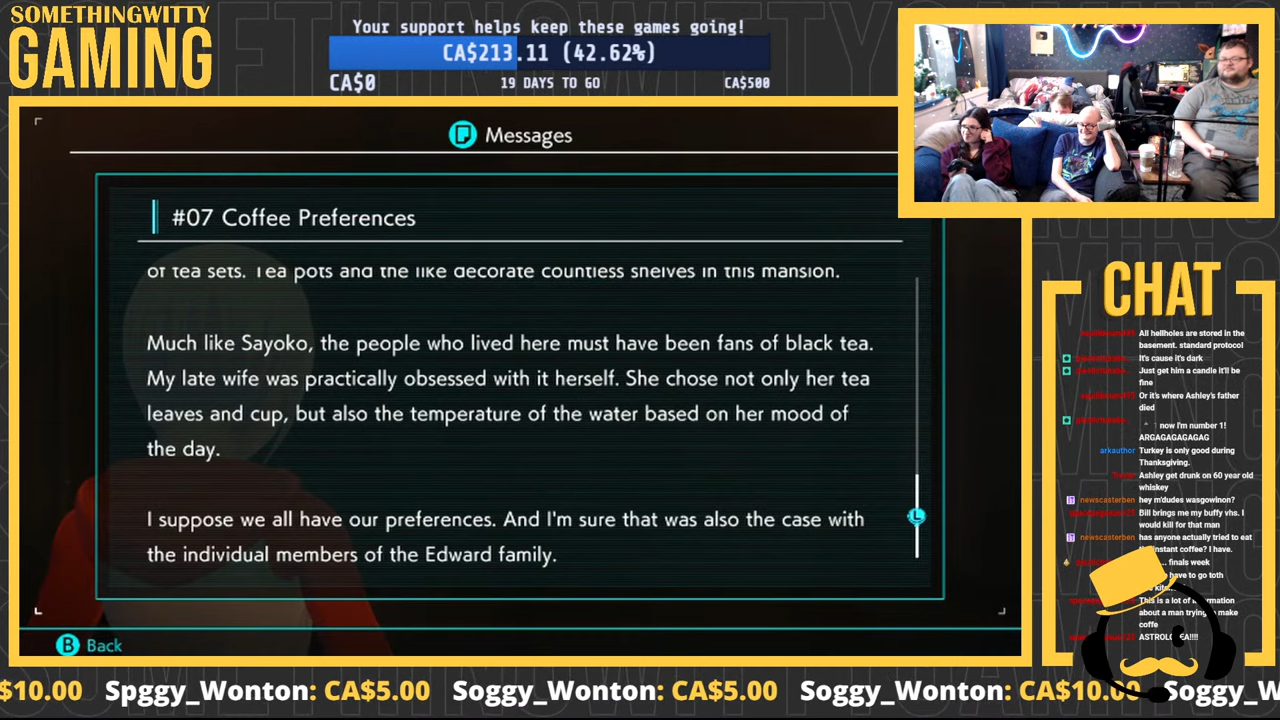 SOMETHINGWITTY
GAMING
Your support helps keep these games going!
CA$213.11 (42.62%)
CA$0
19 DAYS TO GO
CA$500
Messages
#07 Coffee Preferences
of tea sets. Tea pots and the like decorate countless shelves in this mansion.
Much like Sayoko, the people who lived here must have been fans of black tea.
My late wife was practically obsessed with it herself. She chose not only her tea
leaves and cup, but also the temperature of the water based on her mood of
the day.
I suppose we all have our preferences. And I'm sure that was also the case with
the individual members of the Edward family.
L
B Back
CHAT
All hellholes are stored in the
basement. standard protocol
It's cause it's dark
Just get him a candle it'll be
fine
Or it's where Ashley's father
died
now I'm number 1!
ARGAGAGAGAGAG
arkauthor Turkey is only good during
Thanksgiving.
Ashley get drunk on 60 year old
whiskey
newscasterben hey m'dudes wasgowinon?
Bill brings me my buffy vhs. I
would kill for that man
newscasterben has anyone actually tried to eat
instant coffee? I have.
... finals week
have to go toth
This is a lot of
about a man trying make
coffe
$10.00 Spggy_Wonton: CA$5.00 Soggy_Wonton: CA$5.00 Soggy_Wonton: CA$10.00 Soggy_W